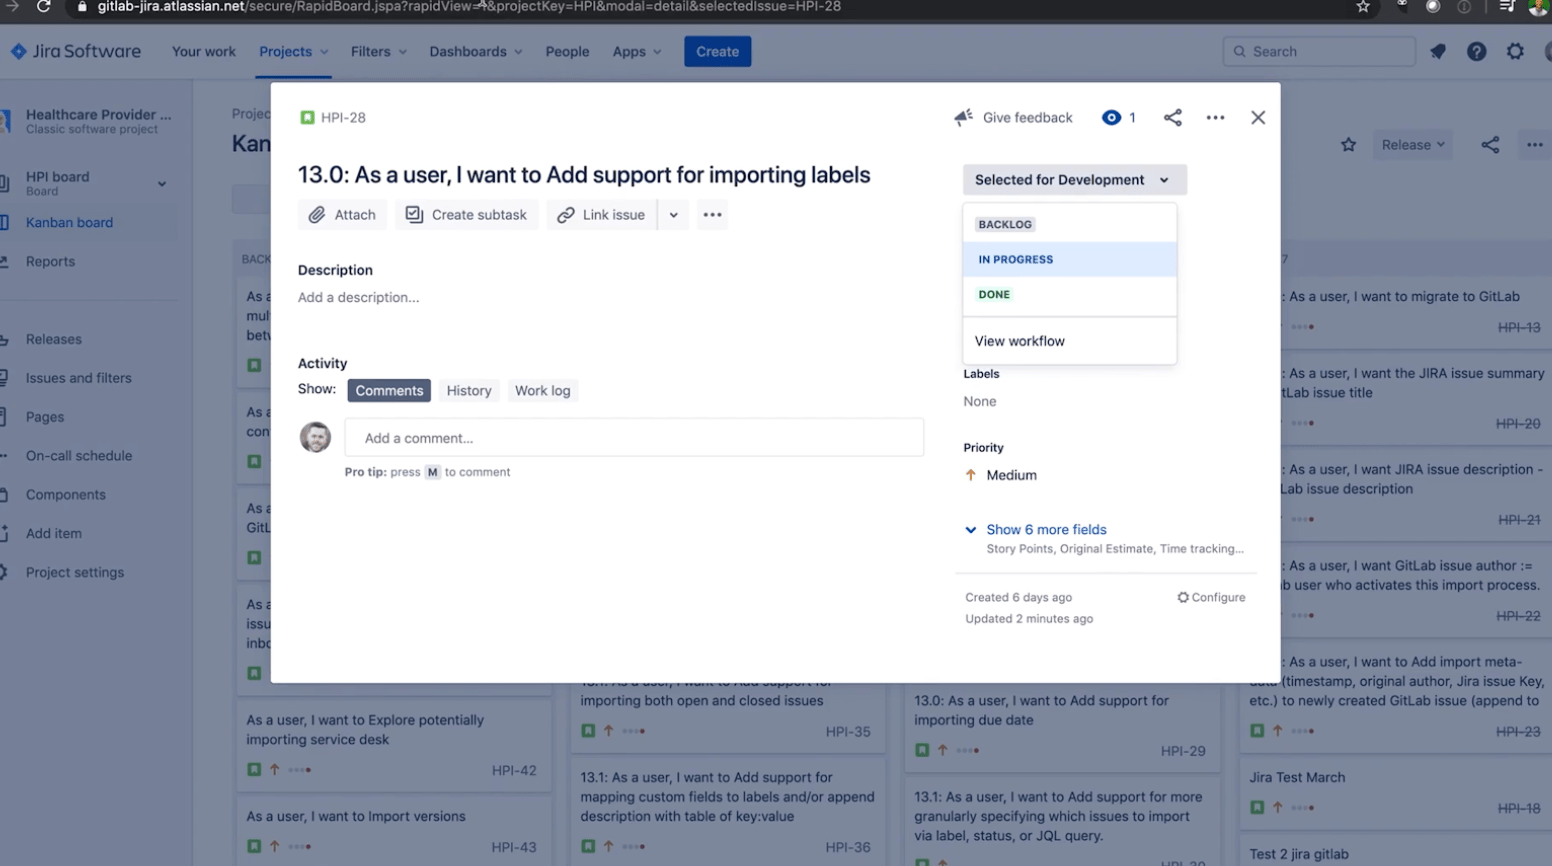 gitlab-jira.atlassian.net/secure/RapidBoard.jspa?rapidView=4&projectKey=HPI&modal=detail&selectedIssue=HPI-28
Jira Software
Your work
Projects
Filters
Dashboards
People
Apps
Create
Search
Healthcare Provider ...
Classic software project
HPI board
Board
Kanban board
Reports
Releases
Issues and filters
Pages
On-call schedule
Components
Add item
Project settings
Projec
Kan
Release
BACK
As a
mul
betv
As a
con
As a
GitL
As a
issu
inbo
HPI-28
Give feedback
1
13.0: As a user, I want to Add support for importing labels
Attach
Create subtask
Link issue
Description
Add a description...
Activity
Show:
Comments
History
Work log
Add a comment...
Pro tip: press M to comment
Selected for Development
BACKLOG
IN PROGRESS
DONE
View workflow
Labels
None
Priority
Medium
Show 6 more fields
Story Points, Original Estimate, Time tracking...
Created 6 days ago
Configure
Updated 2 minutes ago
7
: As a user, I want to migrate to GitLab
HPI-13
: As a user, I want the JIRA issue summary
tLab issue title
HPI-20
: As a user, I want JIRA issue description -
Lab issue description
HPI-21
: As a user, I want GitLab issue author :=
b user who activates this import process.
HPI-22
: As a user, I want to Add import meta-
data (timestamp, original author, Jira issue Key,
etc.) to newly created GitLab issue (append to
HPI-23
Jira Test March
HPI-18
Test 2 jira gitlab
As a user, I want to Explore potentially
importing service desk
HPI-42
As a user, I want to Import versions
HPI-43
13.1: As a user, I want to Add support for
importing both open and closed issues
HPI-35
13.1: As a user, I want to Add support for
mapping custom fields to labels and/or append
description with table of key:value
HPI-36
13.0: As a user, I want to Add support for
importing due date
HPI-29
13.1: As a user, I want to Add support for more
granularly specifying which issues to import
via label, status, or JQL query.
HPI-30